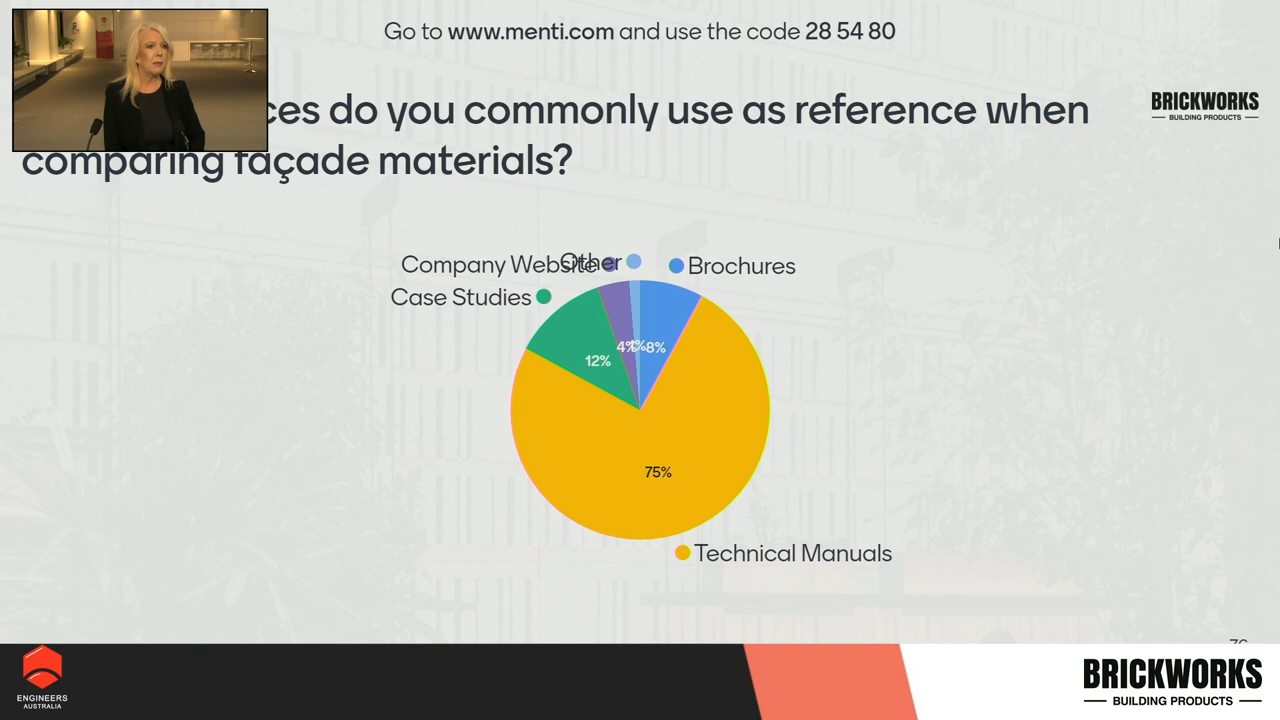 Go to www.menti.com and use the code 28 54 80
ces do you commonly use as reference when
comparing façade materials?
BRICKWORKS
BUILDING PRODUCTS
Company Website
Other
Brochures
Case Studies
4%
1%
8%
12%
75%
Technical Manuals
ENGINEERS
AUSTRALIA
BRICKWORKS
BUILDING PRODUCTS